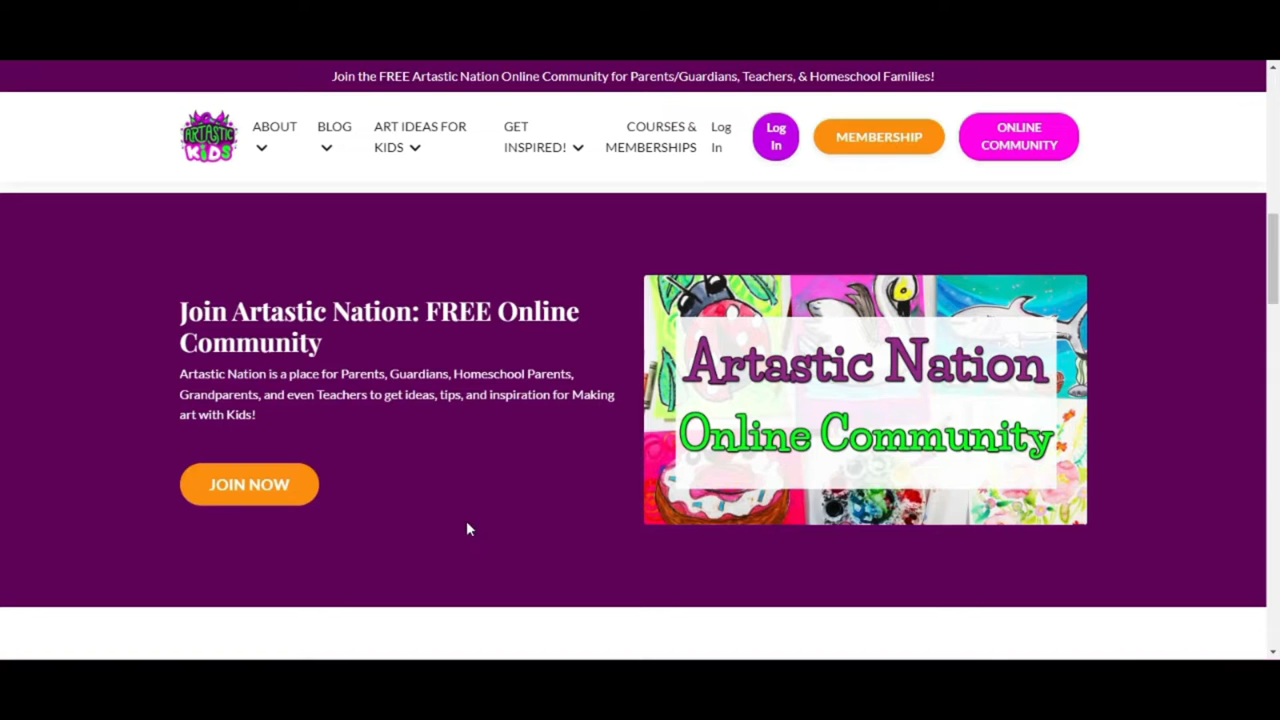 Join the FREE Artastic Nation Online Community for Parents/Guardians, Teachers, & Homeschool Families!
ARTASTIC
KIDS
ABOUT
BLOG
ART IDEAS FOR
KIDS
GET
INSPIRED!
COURSES &
MEMBERSHIPS
Log
In
Log
In
MEMBERSHIP
ONLINE
COMMUNITY
Join Artastic Nation: FREE Online
Community
Artastic Nation is a place for Parents, Guardians, Homeschool Parents,
Grandparents, and even Teachers to get ideas, tips, and inspiration for Making
art with Kids!
JOIN NOW
Artastic Nation
Online Community